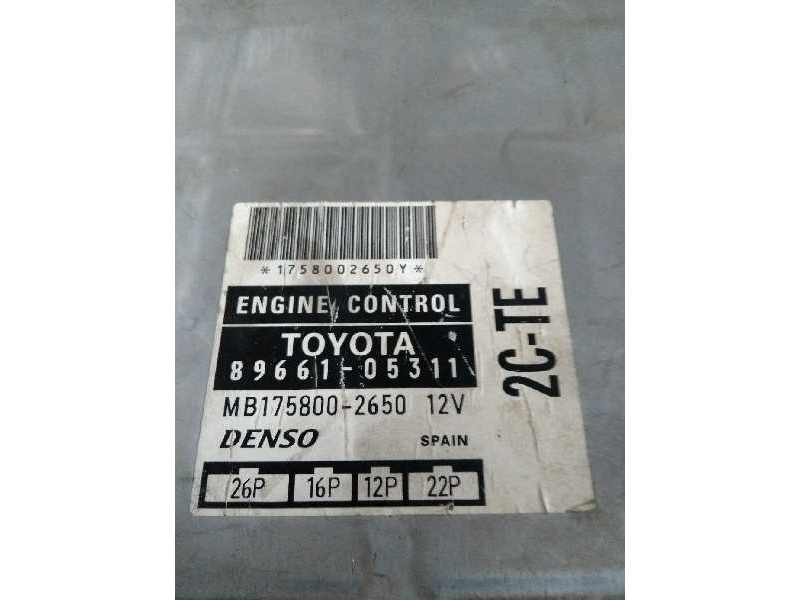 *1758002650Y*
ENGINE CONTROL
TOYOTA
89661-05311
MB175800-2650 12V
DENSO SPAIN
26P 16P 12P 22P
2C-TE